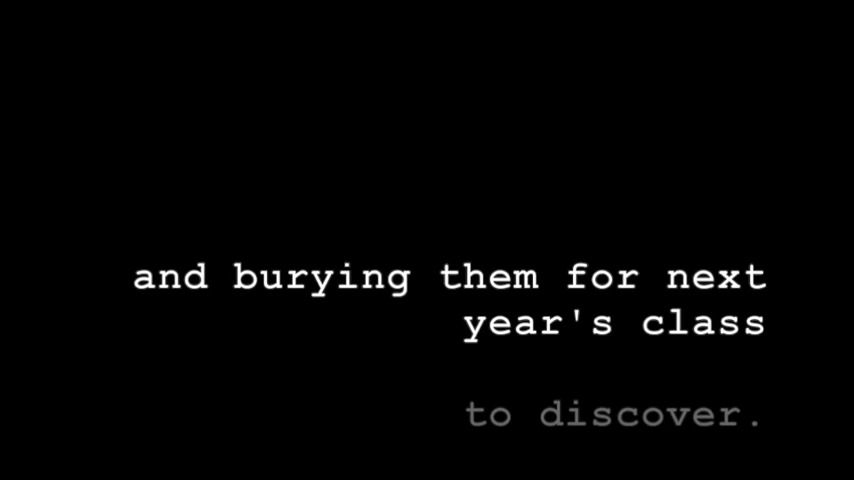 and burying them for next
year's class
to discover.